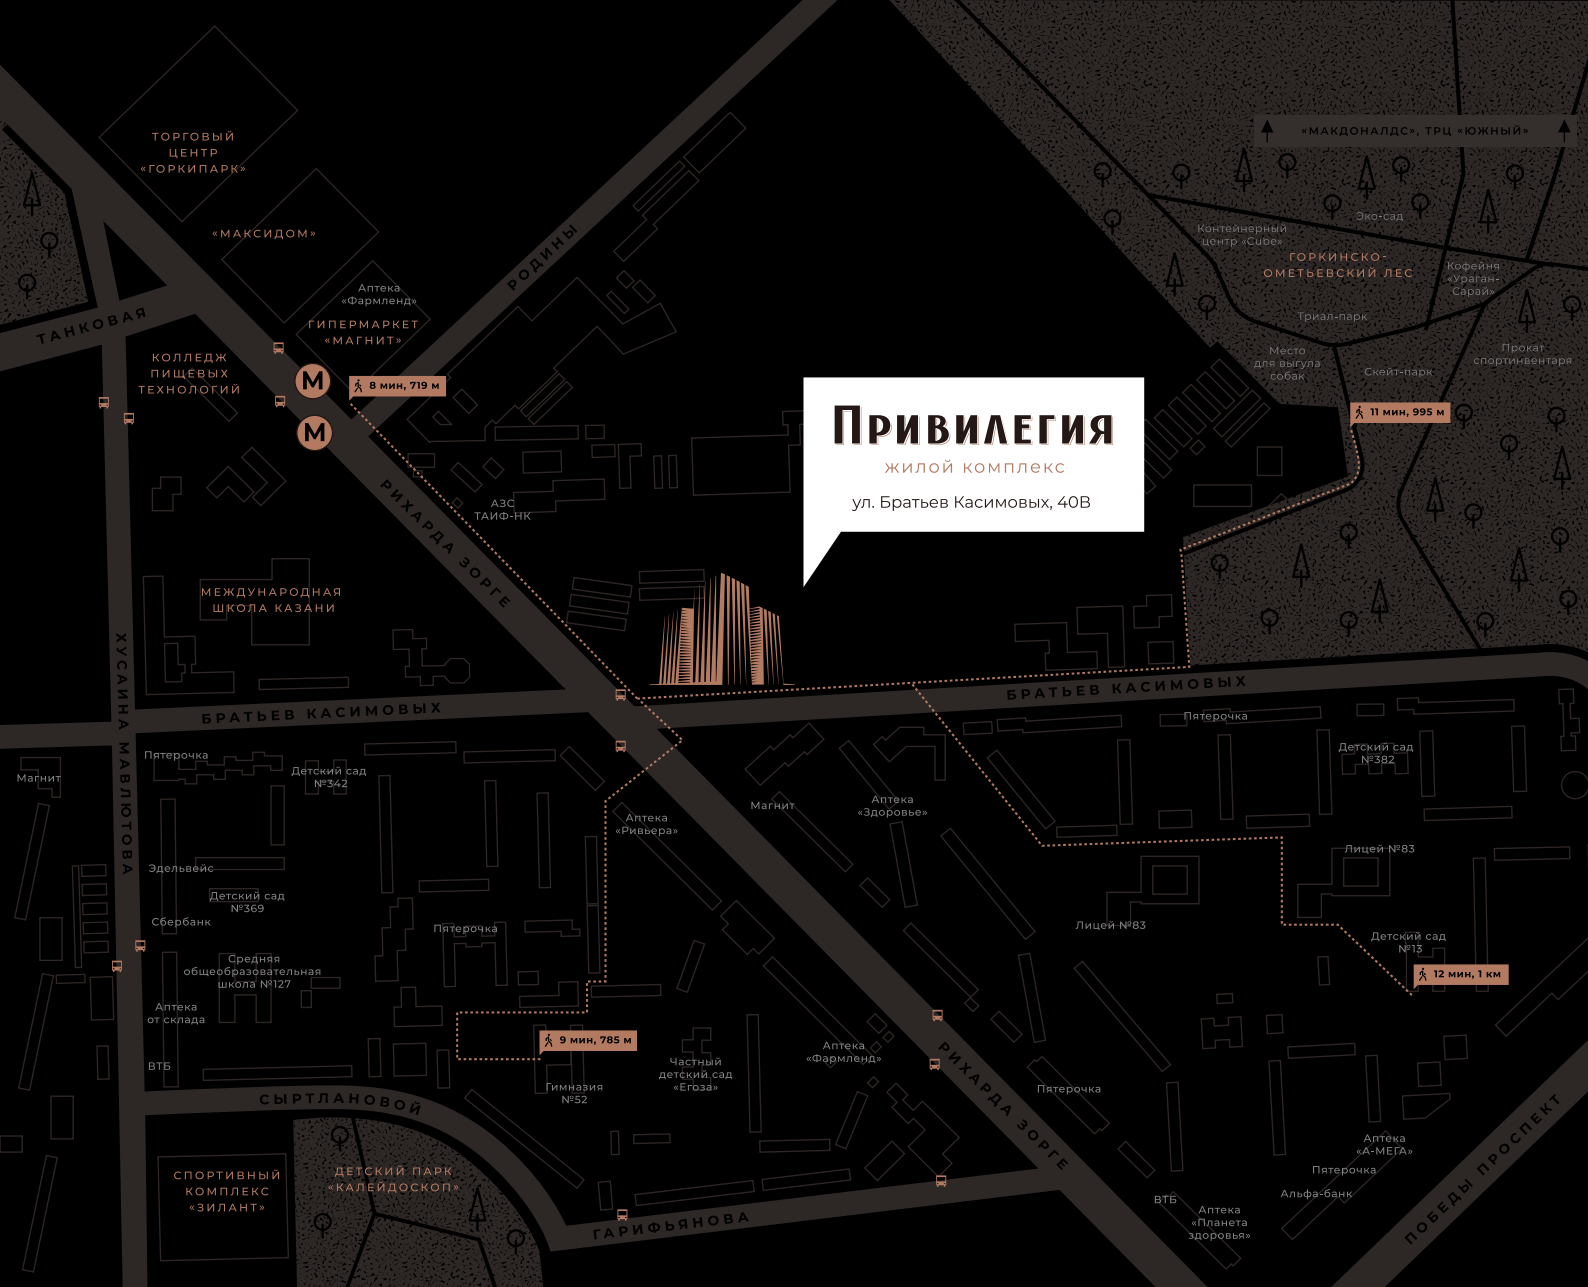 ТОРГОВЫЙ
ЦЕНТР
«ГОРКИПАРК»
«МАКСИДОМ»
Аптека
«Фармленд»
ГИПЕРМАРКЕТ
«МАГНИТ»
РОДИНЫ
ТАНКОВАЯ
КОЛЛЕДЖ
ПИЩЕВЫХ
ТЕХНОЛОГИЙ
М
М
8 мин, 719 м
«МАКДОНАЛДС», ТРЦ «ЮЖНЫЙ»
Эко-сад
Контейнерный
центр «Cube»
ГОРКИНСКО-
ОМЕТЬЕВСКИЙ ЛЕС
Кофейня
«Ураган-
Сарай»
Триал-парк
Место
для выгула
собак
Прокат
спортинвентаря
Скейт-парк
11 мин, 995 м
Привилегия
жилой комплекс
ул. Братьев Касимовых, 40В
АЗС
ТАИФ-НК
РИХАРДА ЗОРГЕ
МЕЖДУНАРОДНАЯ
ШКОЛА КАЗАНИ
ХУСАИНА МАВЛЮТОВА
БРАТЬЕВ КАСИМОВЫХ
БРАТЬЕВ КАСИМОВЫХ
Пятерочка
Детский сад
№382
Пятерочка
Магнит
Детский сад
№342
Аптека
«Ривьера»
Магнит
Аптека
«Здоровье»
Лицей №83
Эдельвейс
Детский сад
№369
Сбербанк
Пятерочка
Лицей №83
Детский сад
№13
12 мин, 1 км
Средняя
общеобразовательная
школа №127
Аптека
от склада
ВТБ
9 мин, 785 м
Гимназия
№52
Частный
детский сад
«Егоза»
Аптека
«Фармленд»
РИХАРДА ЗОРГЕ
Пятерочка
СЫРТЛАНОВОЙ
СПОРТИВНЫЙ
КОМПЛЕКС
«ЗИЛАНТ»
ДЕТСКИЙ ПАРК
«КАЛЕЙДОСКОП»
ГАРИФЬЯНОВА
Аптека
«А-МЕГА»
Пятерочка
Альфа-банк
ВТБ
Аптека
«Планета
здоровья»
ПОБЕДЫ ПРОСПЕКТ